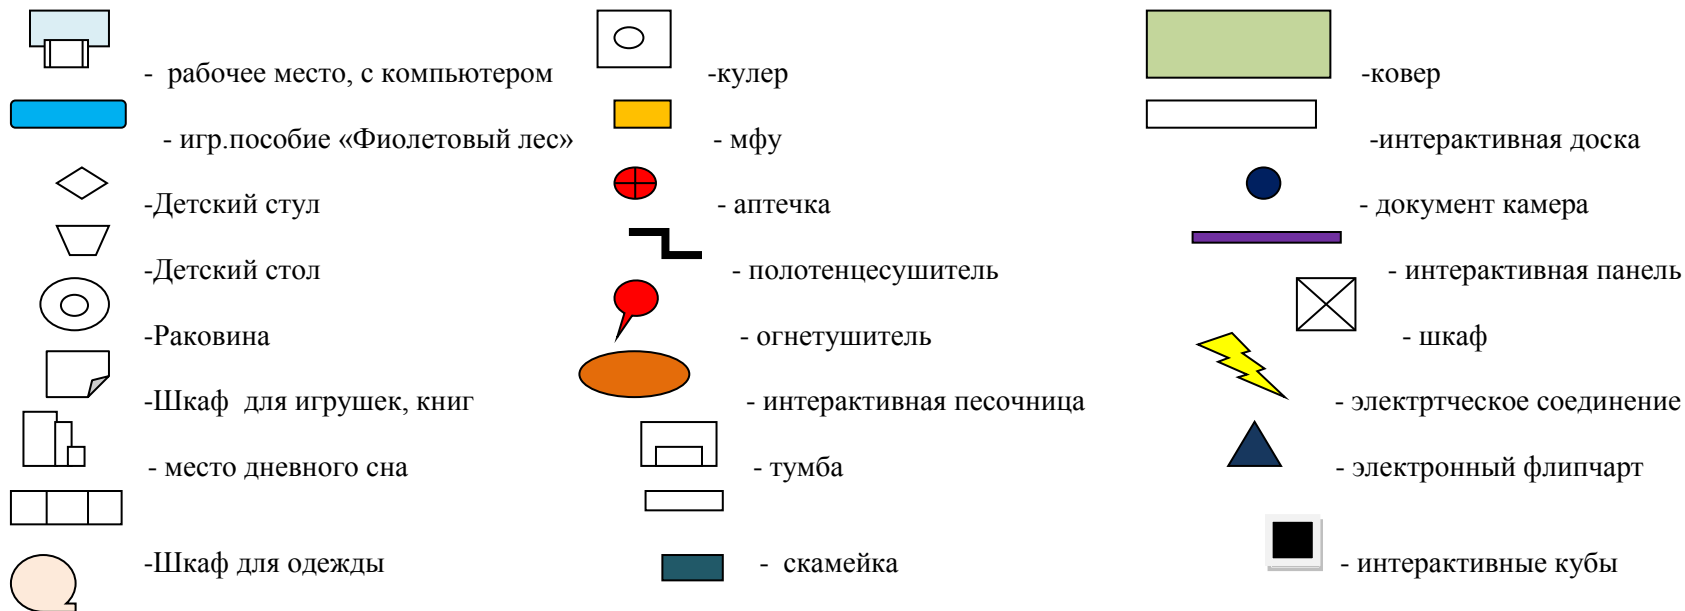 - рабочее место, с компьютером -кулер -ковер
- игр.пособие «Фиолетовый лес» - мфу -интерактивная доска
-Детский стул - аптечка - документ камера
-Детский стол - полотенцесушитель - интерактивная панель
-Раковина - огнетушитель - шкаф
-Шкаф для игрушек, книг - интерактивная песочница - электртческое соединение
- место дневного сна - тумба - электронный флипчарт
-Шкаф для одежды - скамейка - интерактивные кубы